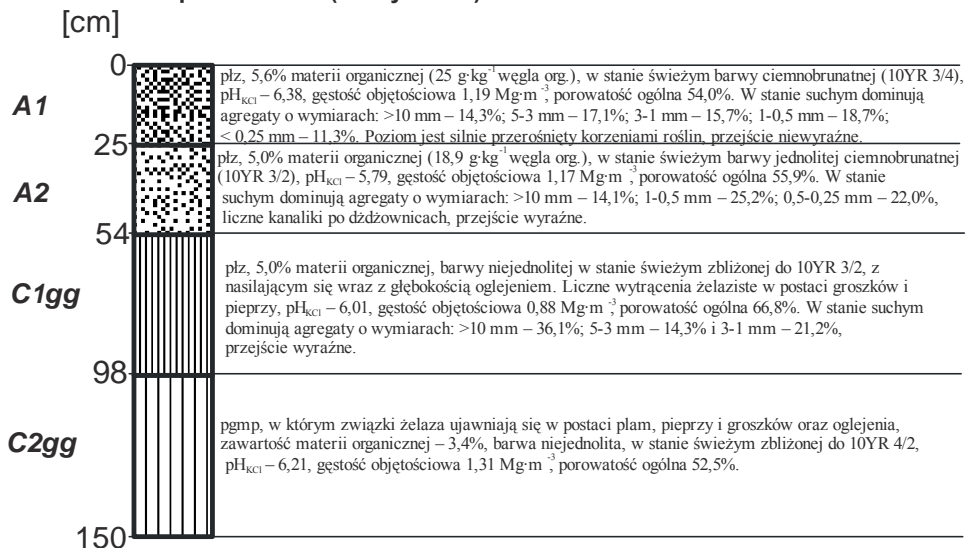 [cm]
0
A1
płz, 5,6% materii organicznej (25 g·kg⁻¹ węgla org.), w stanie świeżym barwy ciemnobrunatnej (10YR 3/4),
pH_KCl – 6,38, gęstość objętościowa 1,19 Mg·m⁻³, porowatość ogólna 54,0%. W stanie suchym dominują
agregaty o wymiarach: >10 mm – 14,3%; 5-3 mm – 17,1%; 3-1 mm – 15,7%; 1-0,5 mm – 18,7%;
< 0,25 mm – 11,3%. Poziom jest silnie przerośnięty korzeniami roślin, przejście niewyraźne.
25
A2
płz, 5,0% materii organicznej (18,9 g·kg⁻¹ węgla org.), w stanie świeżym barwy jednolitej ciemnobrunatnej
(10YR 3/2), pH_KCl – 5,79, gęstość objętościowa 1,17 Mg·m⁻³, porowatość ogólna 55,9%. W stanie
suchym dominują agregaty o wymiarach: >10 mm – 14,1%; 1-0,5 mm – 25,2%; 0,5-0,25 mm – 22,0%,
liczne kanaliki po dżdżownicach, przejście wyraźne.
54
C1gg
płz, 5,0% materii organicznej, barwy niejednolitej w stanie świeżym zbliżonej do 10YR 3/2, z
nasilającym się wraz z głębokością oglejeniem. Liczne wytrącenia żelaziste w postaci groszków i
pieprzy, pH_KCl – 6,01, gęstość objętościowa 0,88 Mg·m⁻³, porowatość ogólna 66,8%. W stanie suchym
dominują agregaty o wymiarach: >10 mm – 36,1%; 5-3 mm – 14,3% i 3-1 mm – 21,2%,
przejście wyraźne.
98
C2gg
pgmp, w którym związki żelaza ujawniają się w postaci plam, pieprzy i groszków oraz oglejenia,
zawartość materii organicznej – 3,4%, barwa niejednolita, w stanie świeżym zbliżonej do 10YR 4/2,
pH_KCl – 6,21, gęstość objętościowa 1,31 Mg·m⁻³, porowatość ogólna 52,5%.
150